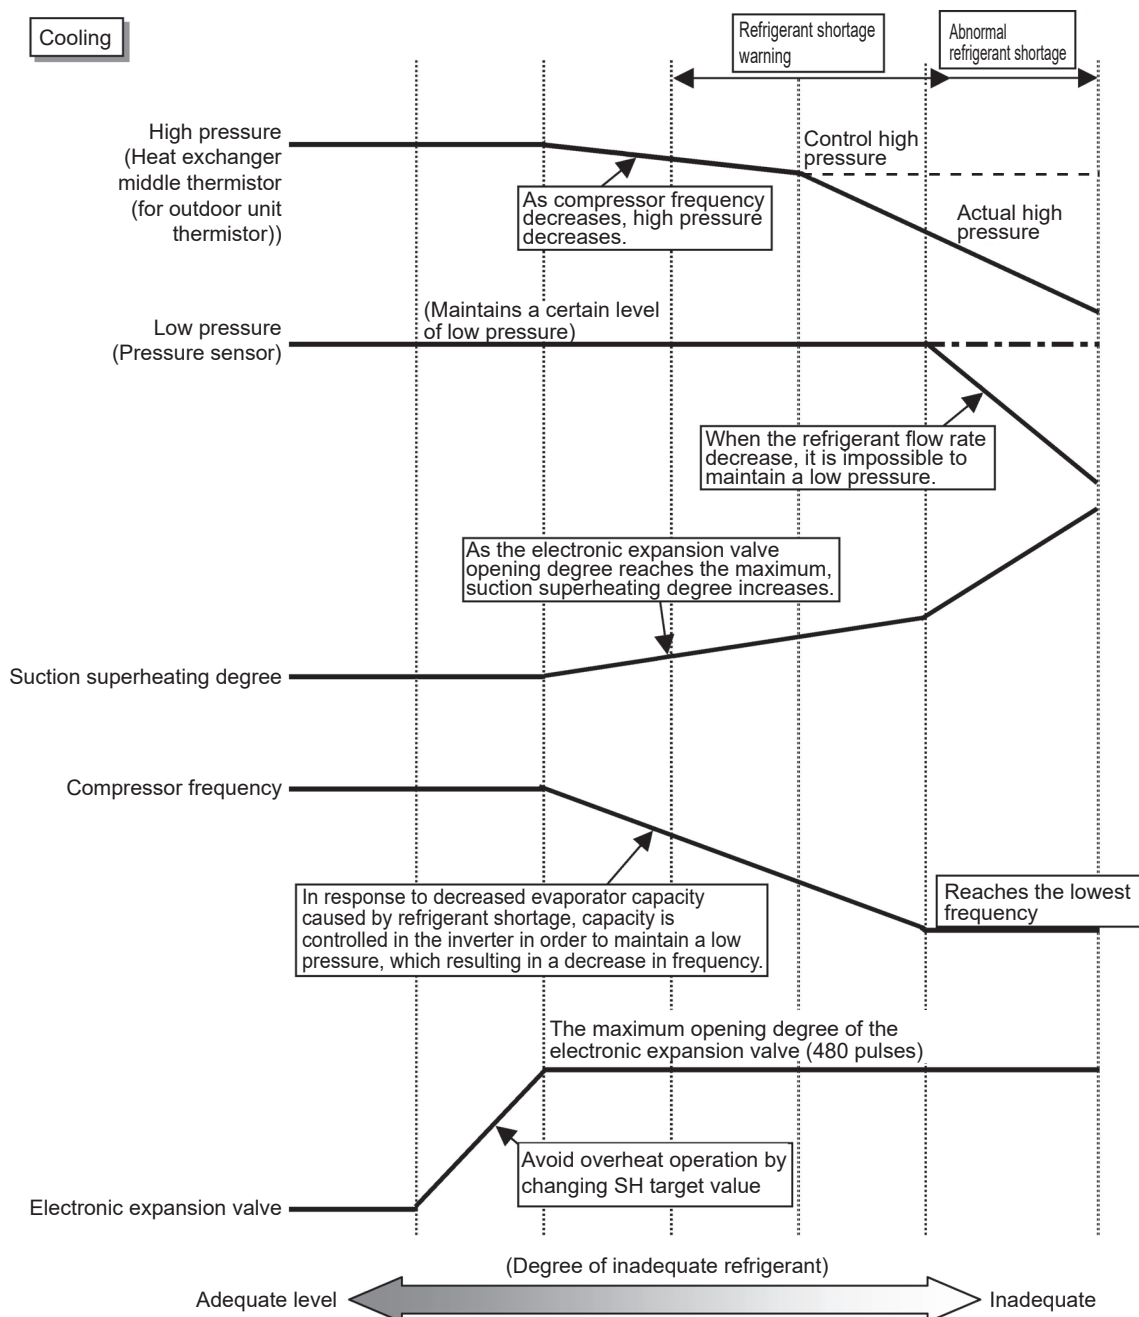 Cooling
Refrigerant shortage
warning
Abnormal
refrigerant shortage
High pressure
(Heat exchanger
middle thermistor
(for outdoor unit
thermistor))
Control high
pressure
As compressor frequency
decreases, high pressure
decreases.
Actual high
pressure
(Maintains a certain level
of low pressure)
Low pressure
(Pressure sensor)
When the refrigerant flow rate
decrease, it is impossible to
maintain a low pressure.
As the electronic expansion valve
opening degree reaches the maximum,
suction superheating degree increases.
Suction superheating degree
Compressor frequency
In response to decreased evaporator capacity
caused by refrigerant shortage, capacity is
controlled in the inverter in order to maintain a low
pressure, which resulting in a decrease in frequency.
Reaches the lowest
frequency
The maximum opening degree of the
electronic expansion valve (480 pulses)
Avoid overheat operation by
changing SH target value
Electronic expansion valve
(Degree of inadequate refrigerant)
Adequate level
Inadequate